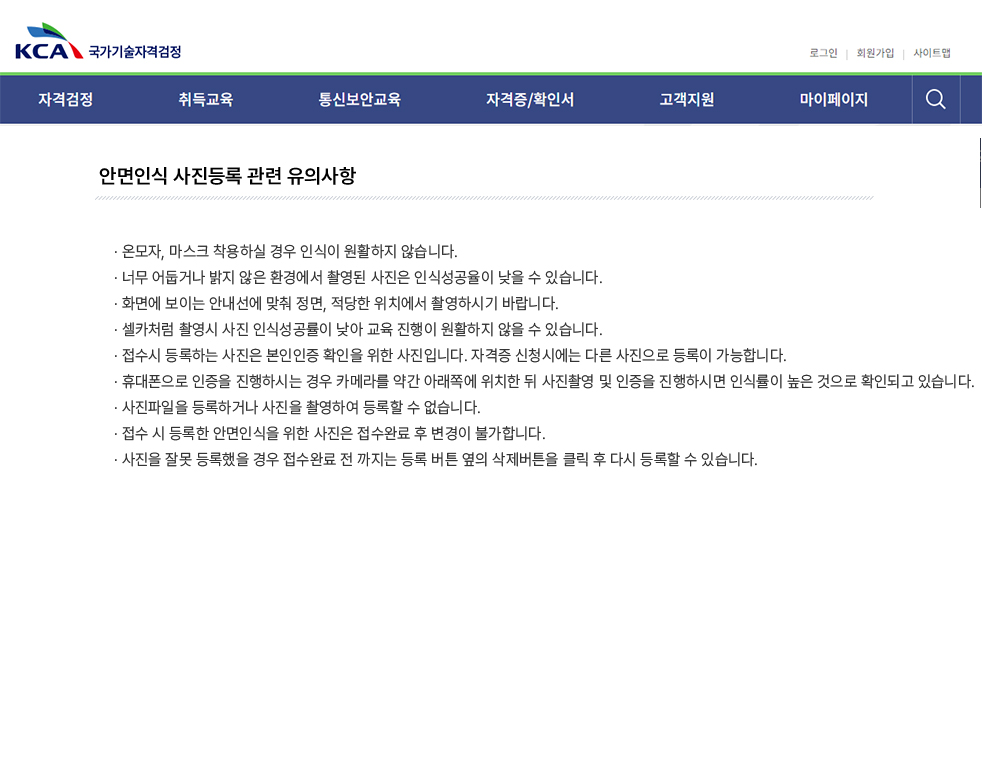 KCA 국가기술자격검정
로그인 | 회원가입 | 사이트맵
자격검정 취득교육 통신보안교육 자격증/확인서 고객지원 마이페이지
안면인식 사진등록 관련 유의사항
· 온모자, 마스크 착용하실 경우 인식이 원활하지 않습니다.
· 너무 어둡거나 밝지 않은 환경에서 촬영된 사진은 인식성공율이 낮을 수 있습니다.
· 화면에 보이는 안내선에 맞춰 정면, 적당한 위치에서 촬영하시기 바랍니다.
· 셀카처럼 촬영시 사진 인식성공률이 낮아 교육 진행이 원활하지 않을 수 있습니다.
· 접수시 등록하는 사진은 본인인증 확인을 위한 사진입니다. 자격증 신청시에는 다른 사진으로 등록이 가능합니다.
· 휴대폰으로 인증을 진행하시는 경우 카메라를 약간 아래쪽에 위치한 뒤 사진촬영 및 인증을 진행하시면 인식률이 높은 것으로 확인되고 있습니다.
· 사진파일을 등록하거나 사진을 촬영하여 등록할 수 없습니다.
· 접수 시 등록한 안면인식을 위한 사진은 접수완료 후 변경이 불가합니다.
· 사진을 잘못 등록했을 경우 접수완료 전 까지는 등록 버튼 옆의 삭제버튼을 클릭 후 다시 등록할 수 있습니다.